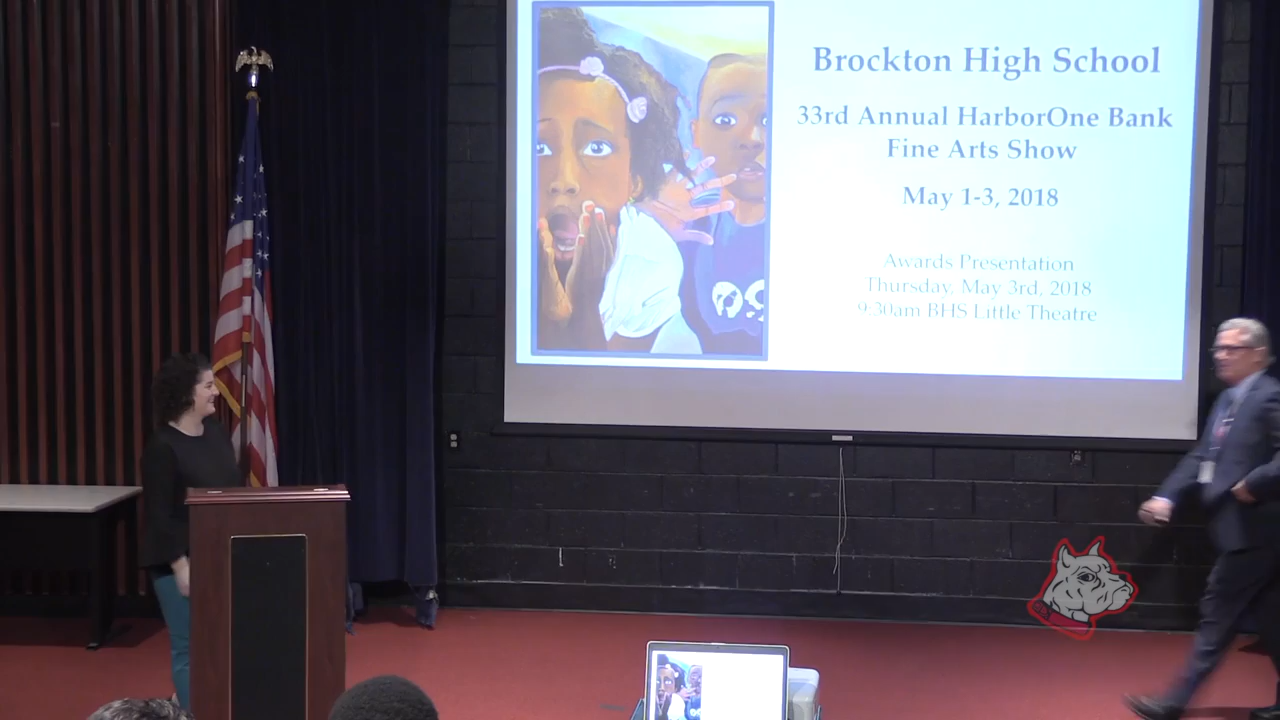 Brockton High School
33rd Annual HarborOne Bank
Fine Arts Show
May 1-3, 2018
Awards Presentation
Thursday, May 3rd, 2018
9:30am BHS Little Theatre